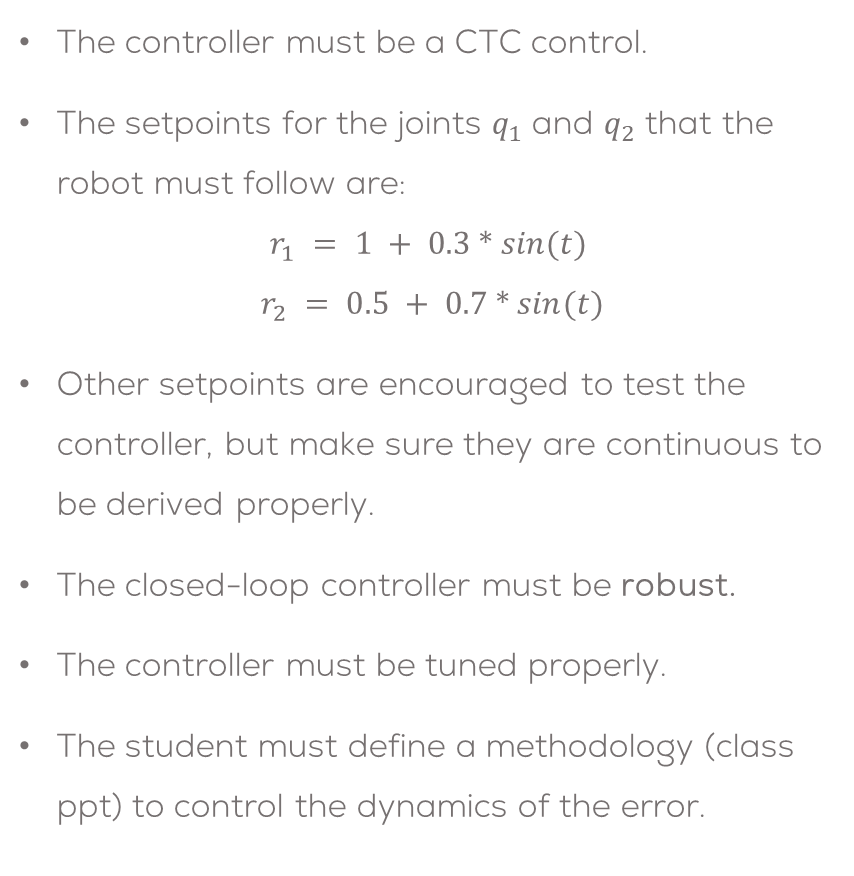 • The controller must be a CTC control.
• The setpoints for the joints q₁ and q₂ that the
robot must follow are:
r₁ = 1 + 0.3 * sin(t)
r₂ = 0.5 + 0.7 * sin(t)
• Other setpoints are encouraged to test the
controller, but make sure they are continuous to
be derived properly.
• The closed-loop controller must be robust.
• The controller must be tuned properly.
• The student must define a methodology (class
ppt) to control the dynamics of the error.